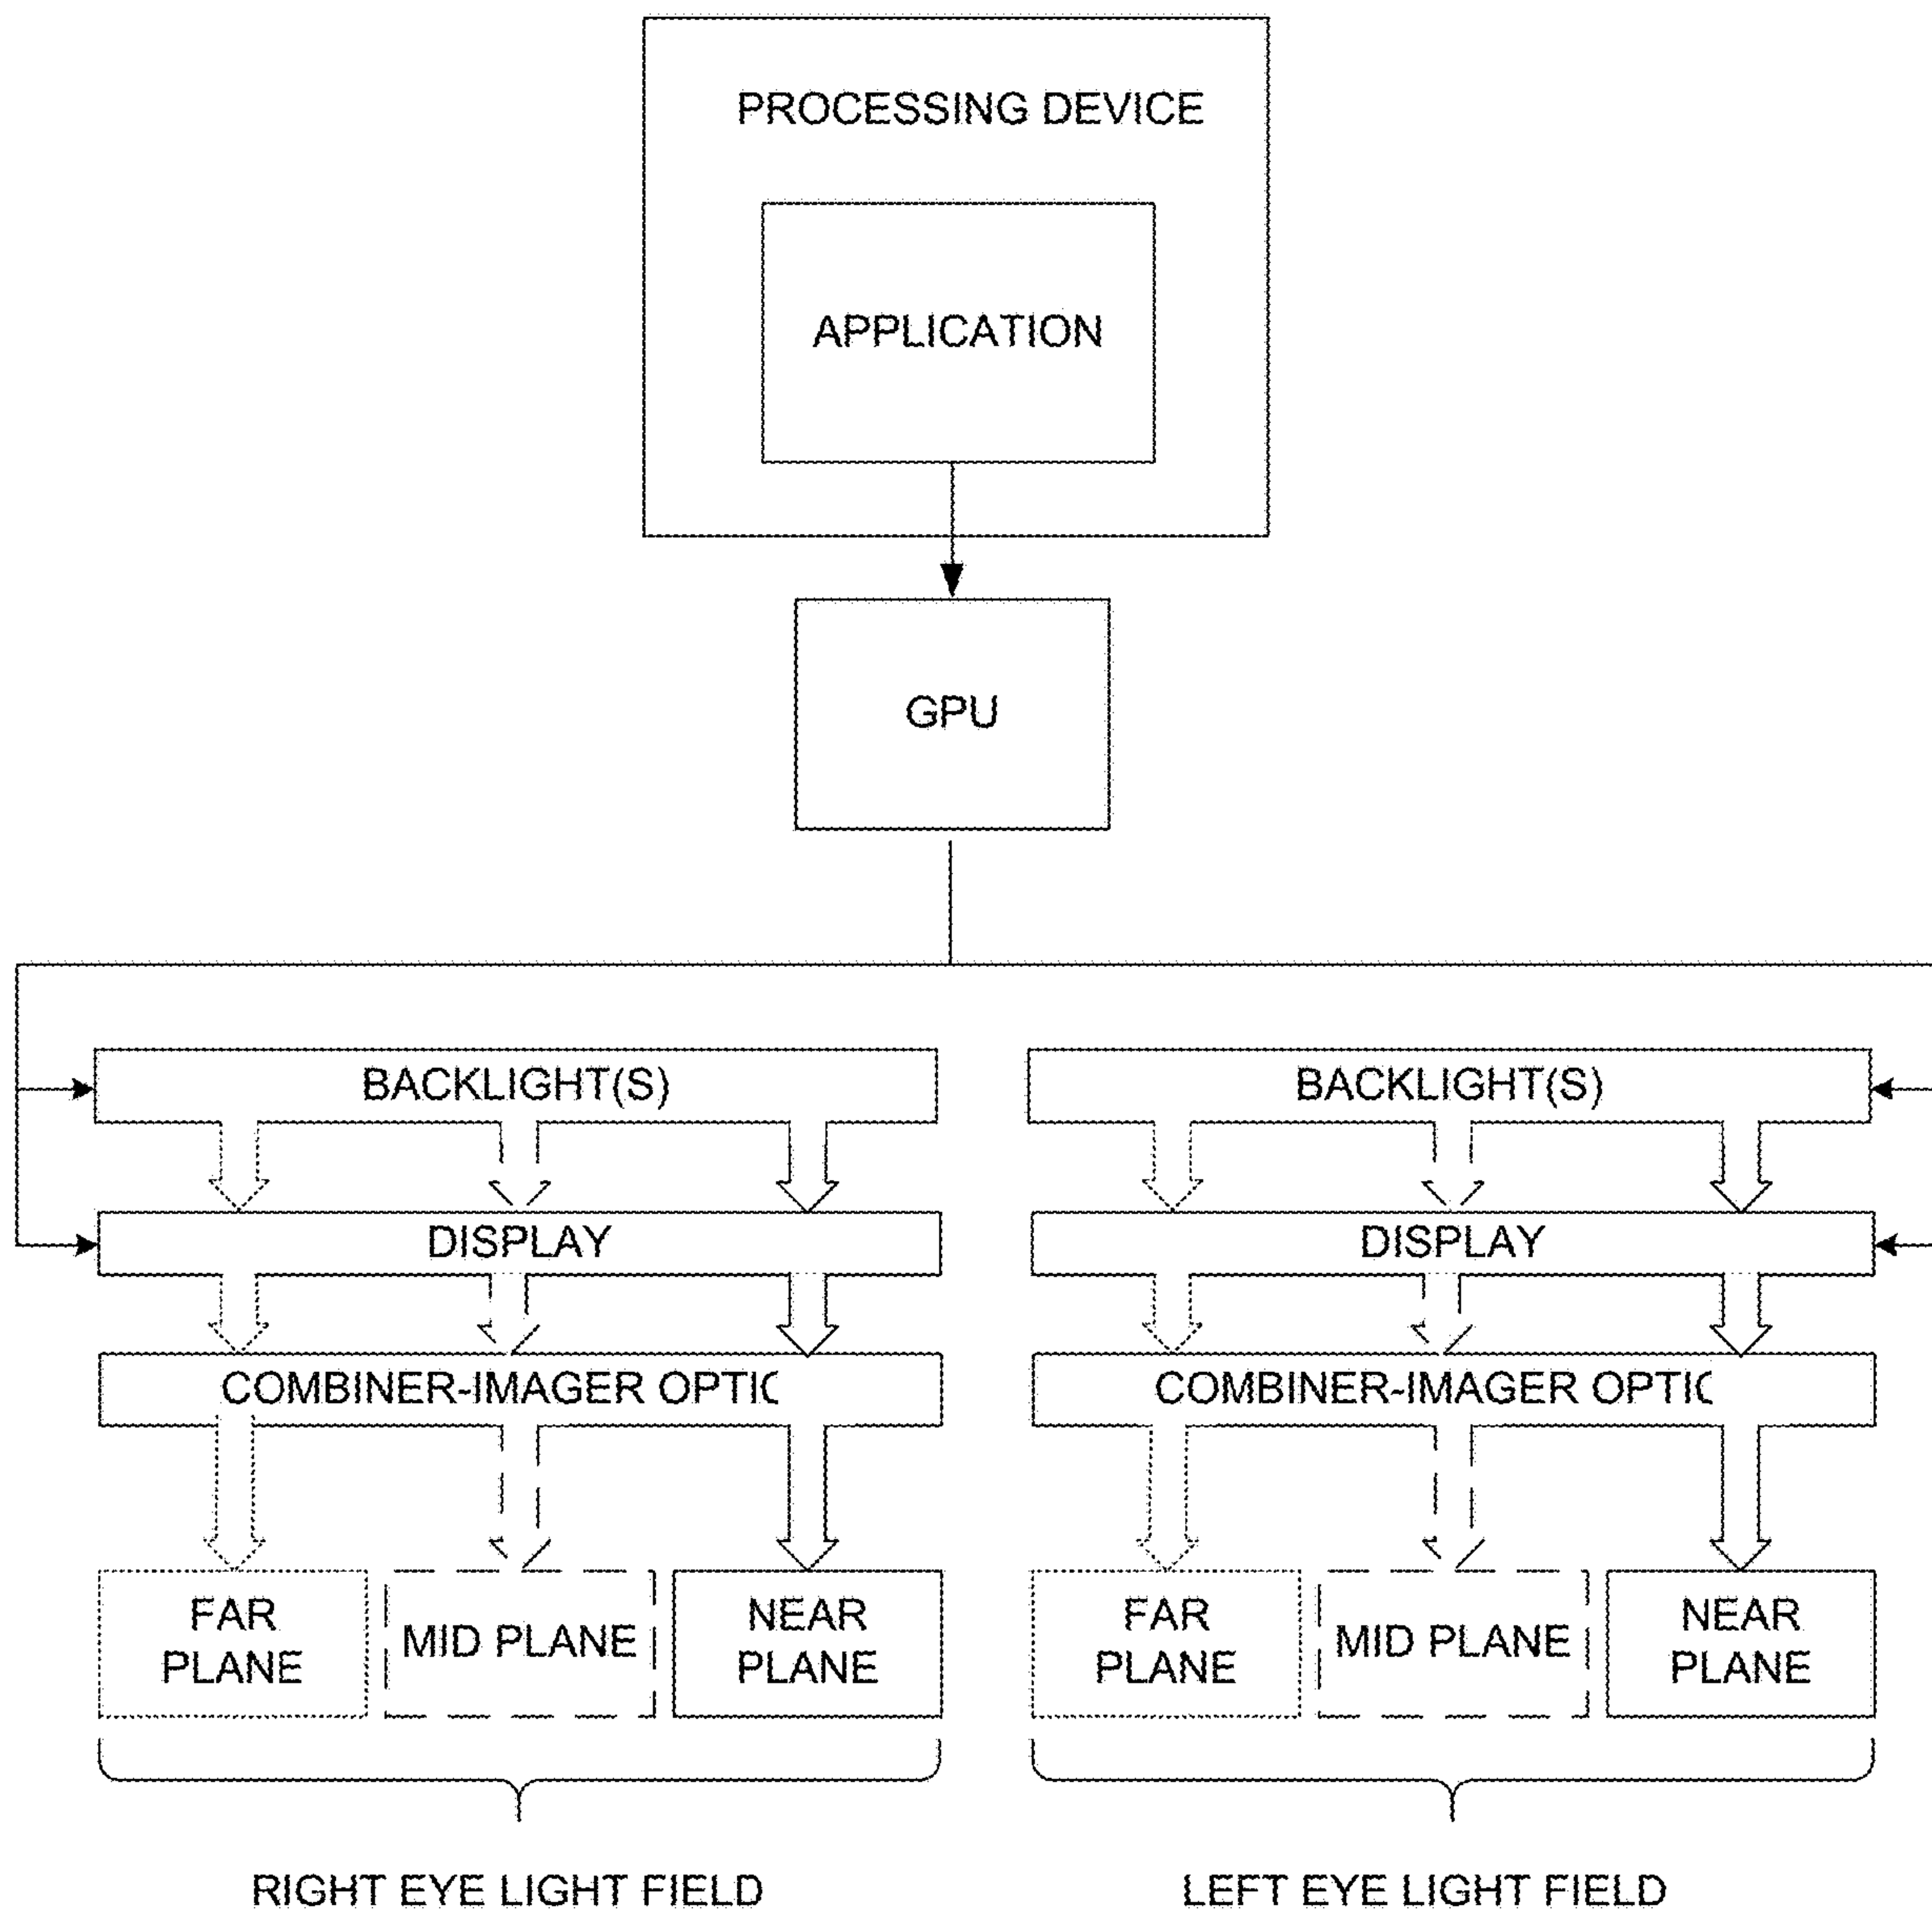 PROCESSING DEVICE
APPLICATION
GPU
BACKLIGHT(S)
BACKLIGHT(S)
DISPLAY
DISPLAY
COMBINER-IMAGER OPTIC
COMBINER-IMAGER OPTIC
FAR
PLANE
MID PLANE
NEAR
PLANE
FAR
PLANE
MID PLANE
NEAR
PLANE
RIGHT EYE LIGHT FIELD
LEFT EYE LIGHT FIELD